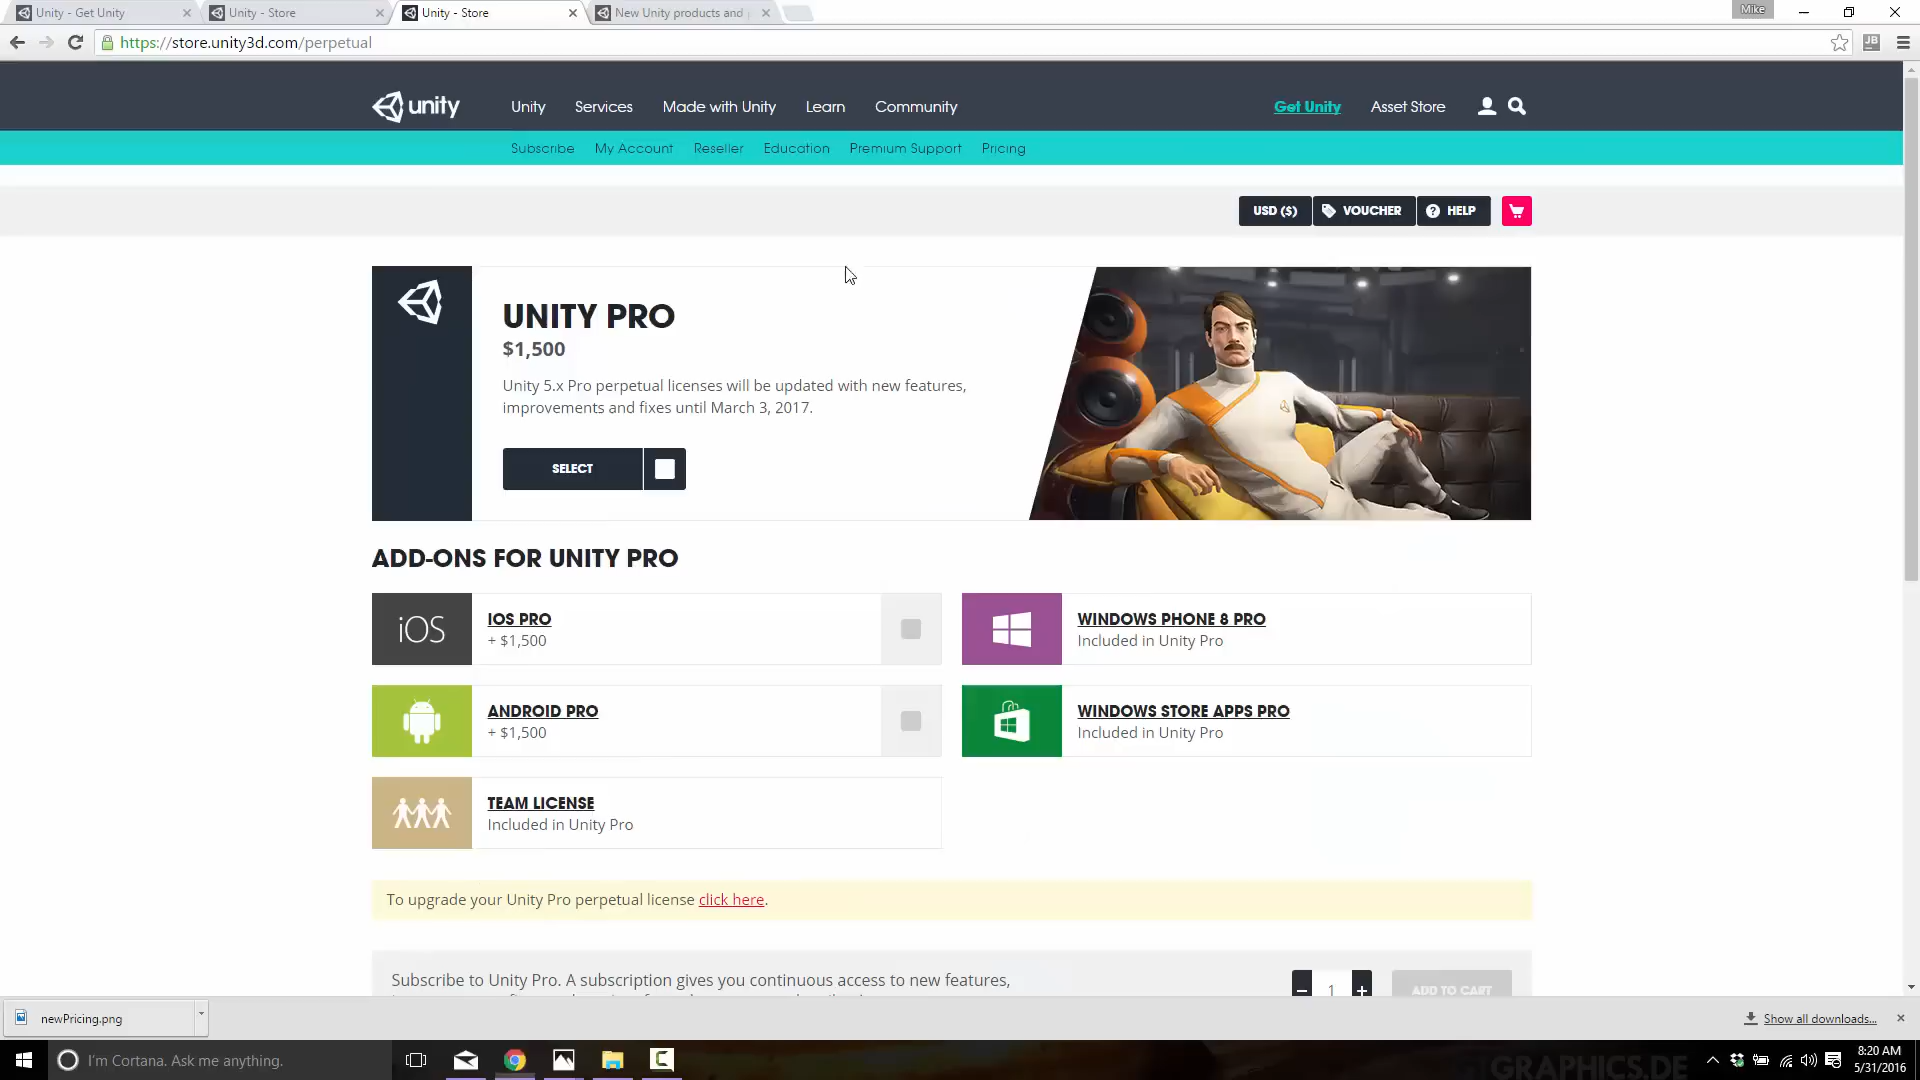 Unity - Get Unity
Unity - Store
Unity - Store
New Unity products and
Mike
https://store.unity3d.com/perpetual
JB
unity
Unity Services Made with Unity Learn Community
Get Unity Asset Store
Subscribe My Account Reseller Education Premium Support Pricing
USD ($) VOUCHER HELP
UNITY PRO
$1,500
Unity 5.x Pro perpetual licenses will be updated with new features,
improvements and fixes until March 3, 2017.
SELECT
ADD-ONS FOR UNITY PRO
iOS
IOS PRO
+ $1,500
WINDOWS PHONE 8 PRO
Included in Unity Pro
ANDROID PRO
+ $1,500
WINDOWS STORE APPS PRO
Included in Unity Pro
TEAM LICENSE
Included in Unity Pro
To upgrade your Unity Pro perpetual license click here.
Subscribe to Unity Pro. A subscription gives you continuous access to new features,
1
ADD TO CART
newPricing.png
Show all downloads...
I'm Cortana. Ask me anything.
GRAPHICS.DE
8:20 AM
5/31/2016